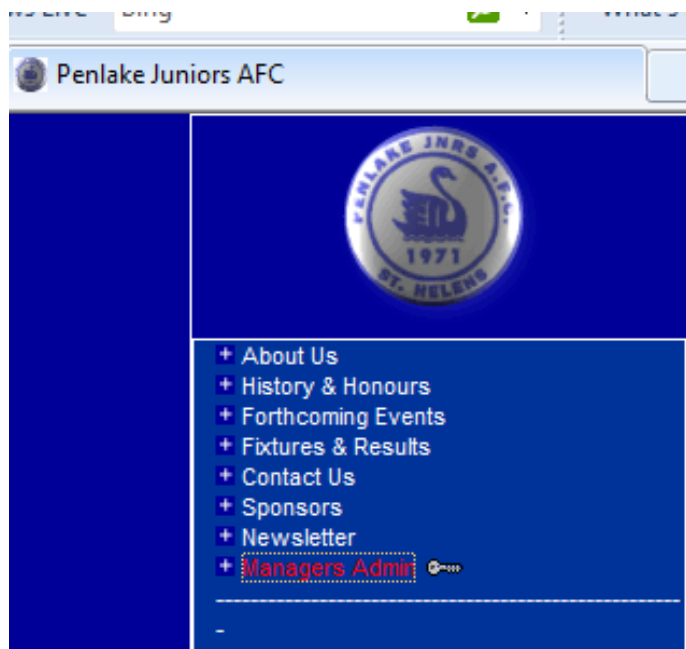 Bing
Penlake Juniors AFC
PENLAKE JNRS A.F.C.
1971
ST. HELENS
+ About Us
+ History & Honours
+ Forthcoming Events
+ Fixtures & Results
+ Contact Us
+ Sponsors
+ Newsletter
+ Managers Admin
-